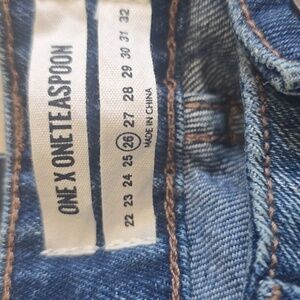 ONE X ONETEASPOON
22 23 24 25 26 27 28 29 30 31 32
MADE IN CHINA